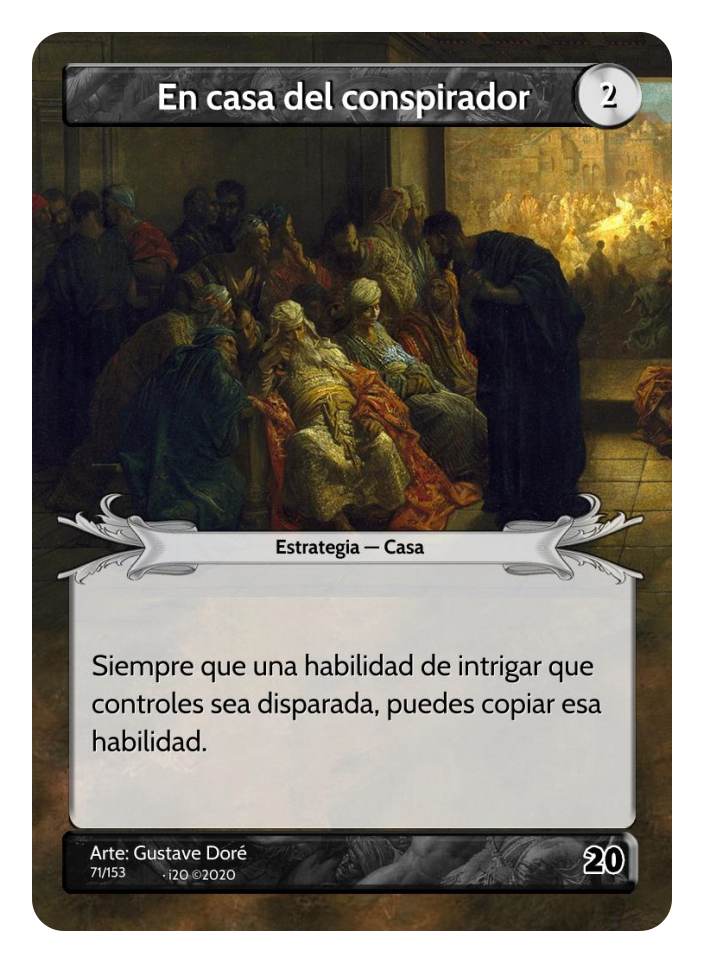 En casa del conspirador
2
Estrategia — Casa
Siempre que una habilidad de intrigar que
controles sea disparada, puedes copiar esa
habilidad.
Arte: Gustave Doré
71/153 · i20 ©2020
20